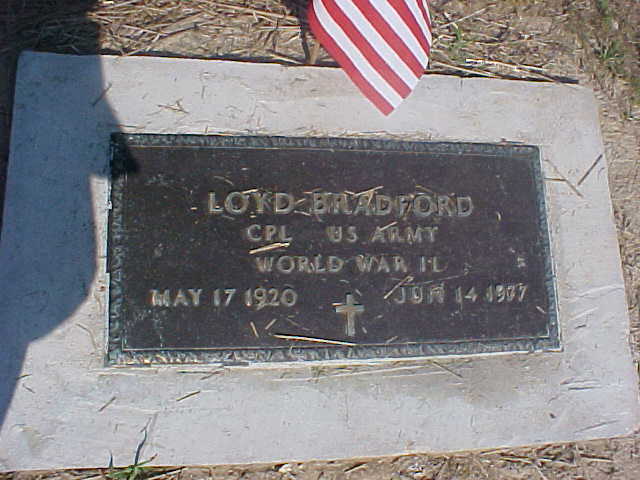 LOYD BRADFORD
CPL US ARMY
WORLD WAR II
MAY 17 1920 JUN 14 1977